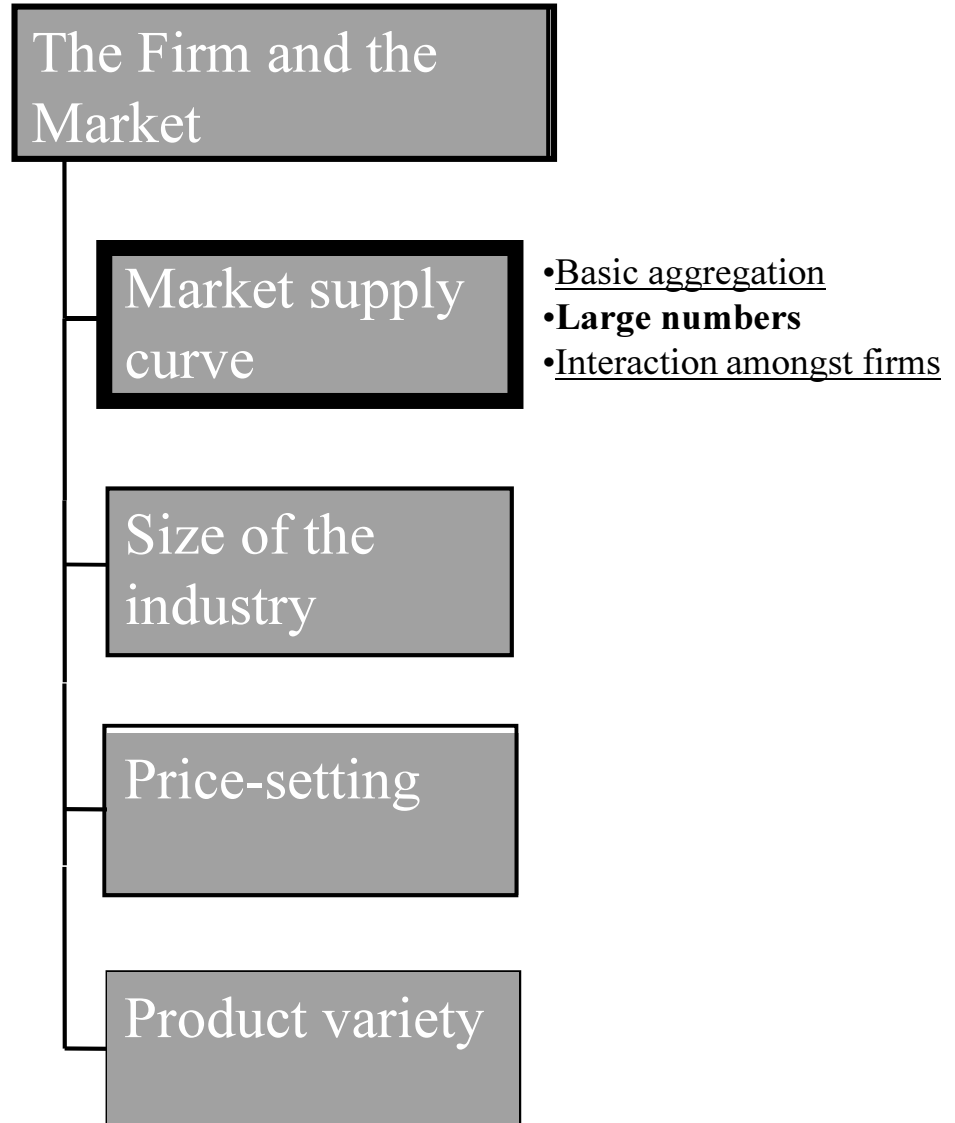 The Firm and the
Market
Market supply
curve
•Basic aggregation
•Large numbers
•Interaction amongst firms
Size of the
industry
Price-setting
Product variety